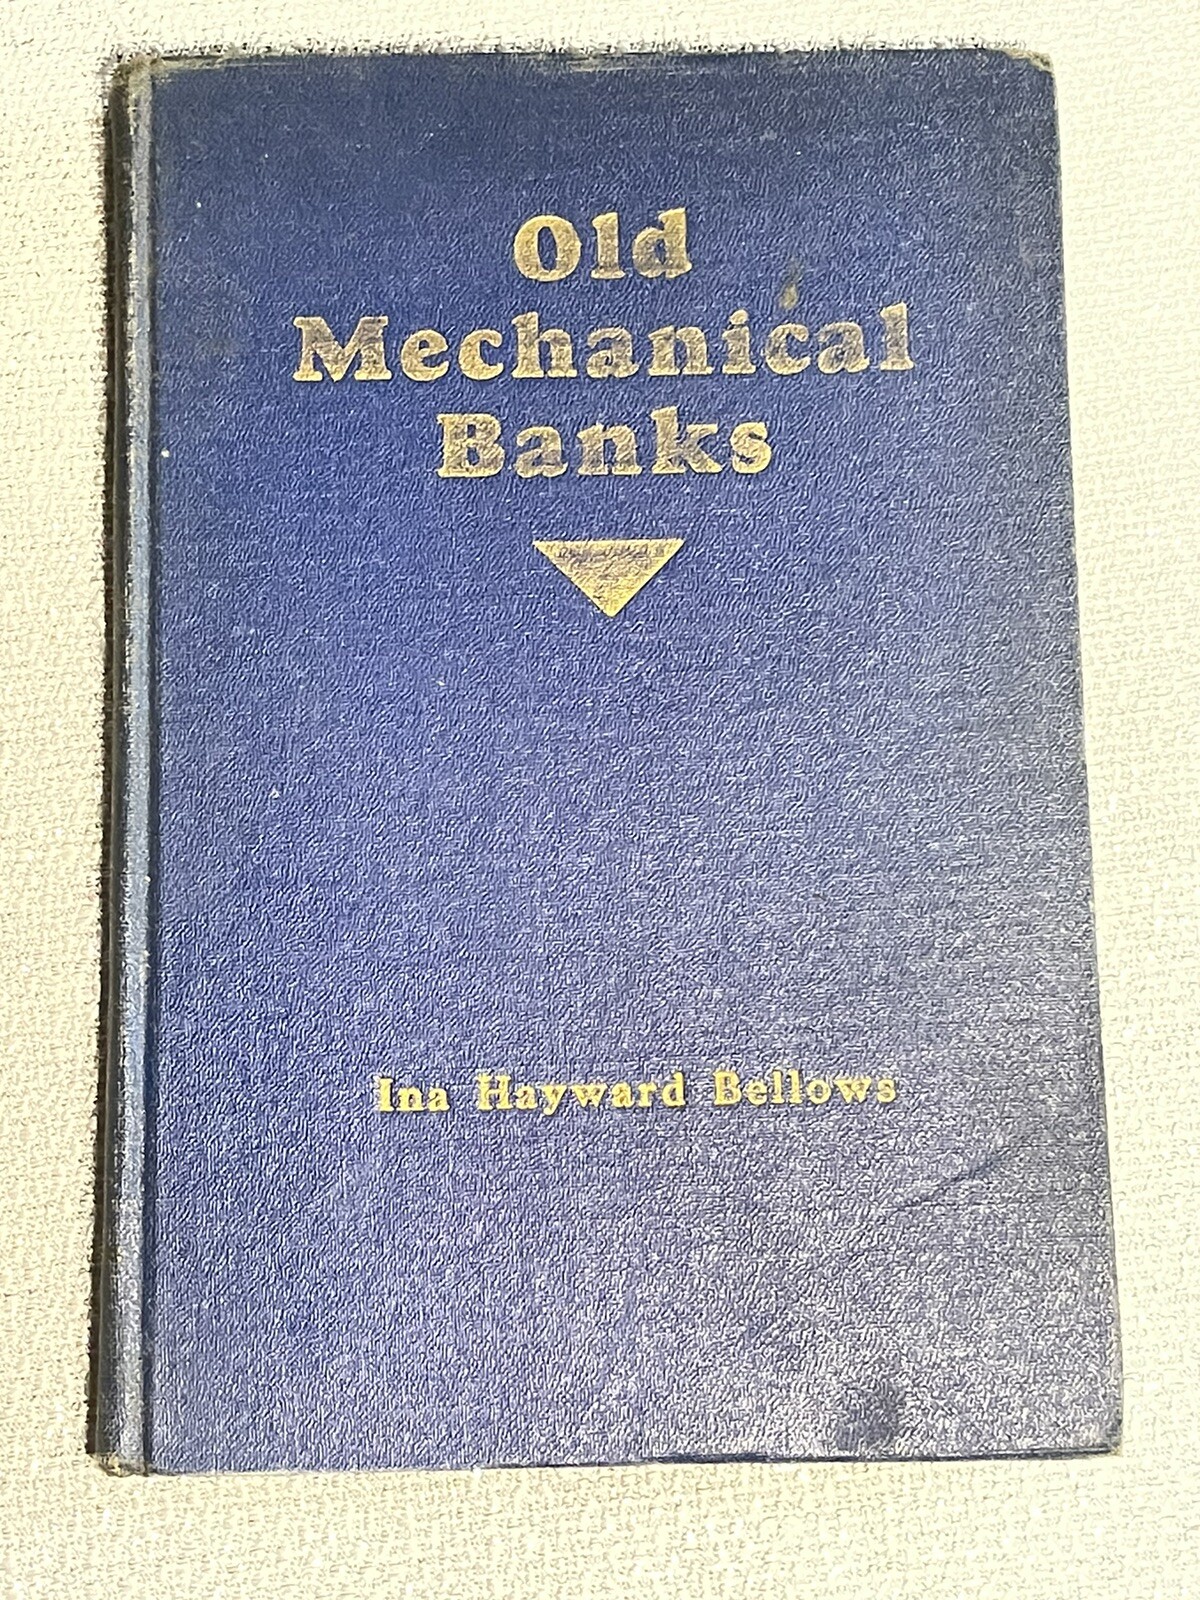 Old
Mechanical
Banks
Ina Hayward Bellows